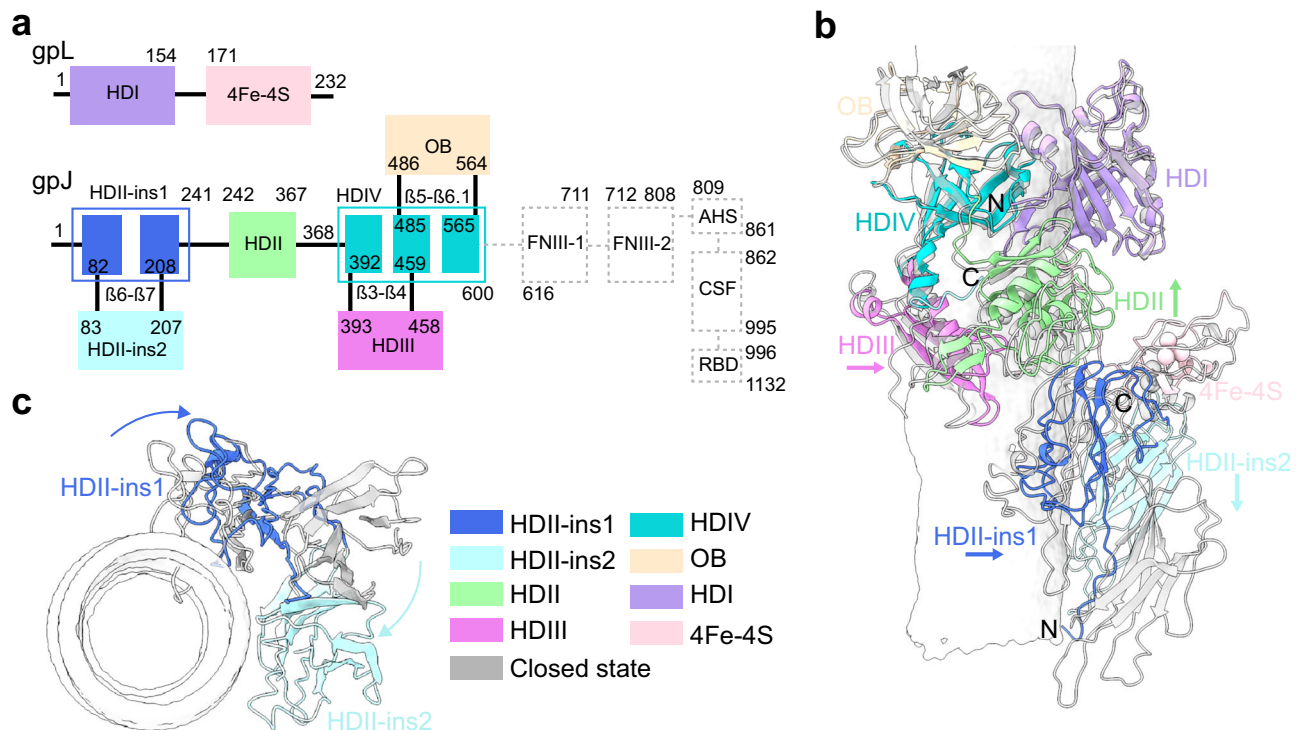 a
gpL
1
154
171
232
HDI
4Fe-4S
gpJ
HDII-ins1
1
82
208
ß6-ß7
83
207
HDII-ins2
241
242
367
HDII
368
HDIV
OB
486
564
ß5-ß6.1
485
565
392
459
ß3-ß4
600
393
458
HDIII
711
712
808
809
FNIII-1
FNIII-2
616
AHS
861
862
CSF
995
996
RBD
1132
b
OB
HDI
N
HDIV
C
HDII
HDIII
4Fe-4S
C
HDII-ins2
HDII-ins1
N
c
HDII-ins1
HDII-ins2
HDII-ins1
HDIV
HDII-ins2
OB
HDII
HDI
HDIII
4Fe-4S
Closed state